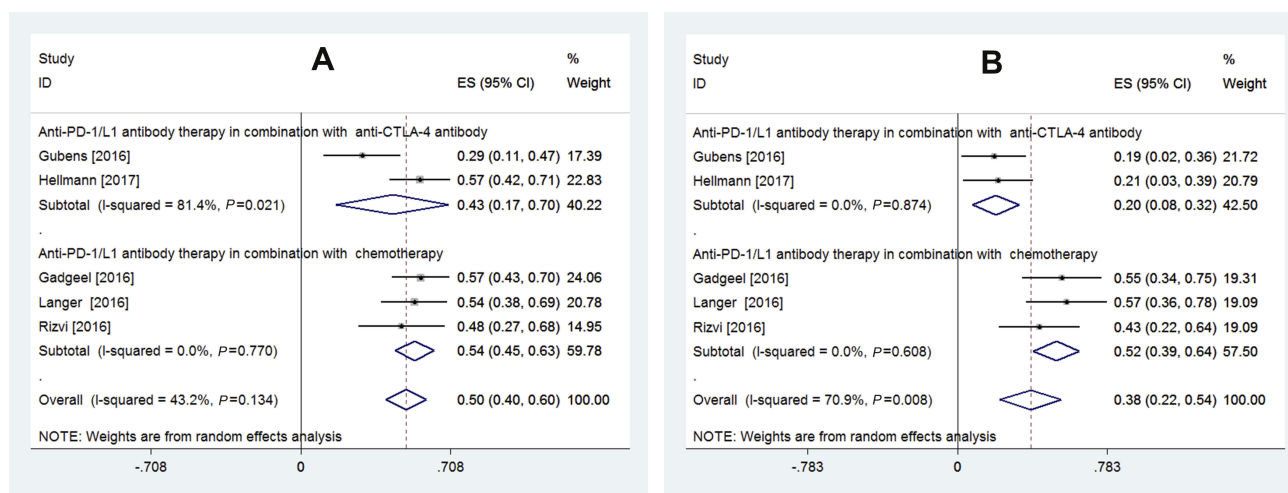 A
Study %
ID ES (95% CI) Weight
Anti-PD-1/L1 antibody therapy in combination with anti-CTLA-4 antibody
Gubens [2016] 0.29 (0.11, 0.47) 17.39
Hellmann [2017] 0.57 (0.42, 0.71) 22.83
Subtotal (I-squared = 81.4%, P=0.021) 0.43 (0.17, 0.70) 40.22
.
Anti-PD-1/L1 antibody therapy in combination with chemotherapy
Gadgeel [2016] 0.57 (0.43, 0.70) 24.06
Langer [2016] 0.54 (0.38, 0.69) 20.78
Rizvi [2016] 0.48 (0.27, 0.68) 14.95
Subtotal (I-squared = 0.0%, P=0.770) 0.54 (0.45, 0.63) 59.78
.
Overall (I-squared = 43.2%, P=0.134) 0.50 (0.40, 0.60) 100.00
NOTE: Weights are from random effects analysis
-.708 0 .708
B
Study %
ID ES (95% CI) Weight
Anti-PD-1/L1 antibody therapy in combination with anti-CTLA-4 antibody
Gubens [2016] 0.19 (0.02, 0.36) 21.72
Hellmann [2017] 0.21 (0.03, 0.39) 20.79
Subtotal (I-squared = 0.0%, P=0.874) 0.20 (0.08, 0.32) 42.50
.
Anti-PD-1/L1 antibody therapy in combination with chemotherapy
Gadgeel [2016] 0.55 (0.34, 0.75) 19.31
Langer [2016] 0.57 (0.36, 0.78) 19.09
Rizvi [2016] 0.43 (0.22, 0.64) 19.09
Subtotal (I-squared = 0.0%, P=0.608) 0.52 (0.39, 0.64) 57.50
.
Overall (I-squared = 70.9%, P=0.008) 0.38 (0.22, 0.54) 100.00
NOTE: Weights are from random effects analysis
-.783 0 .783